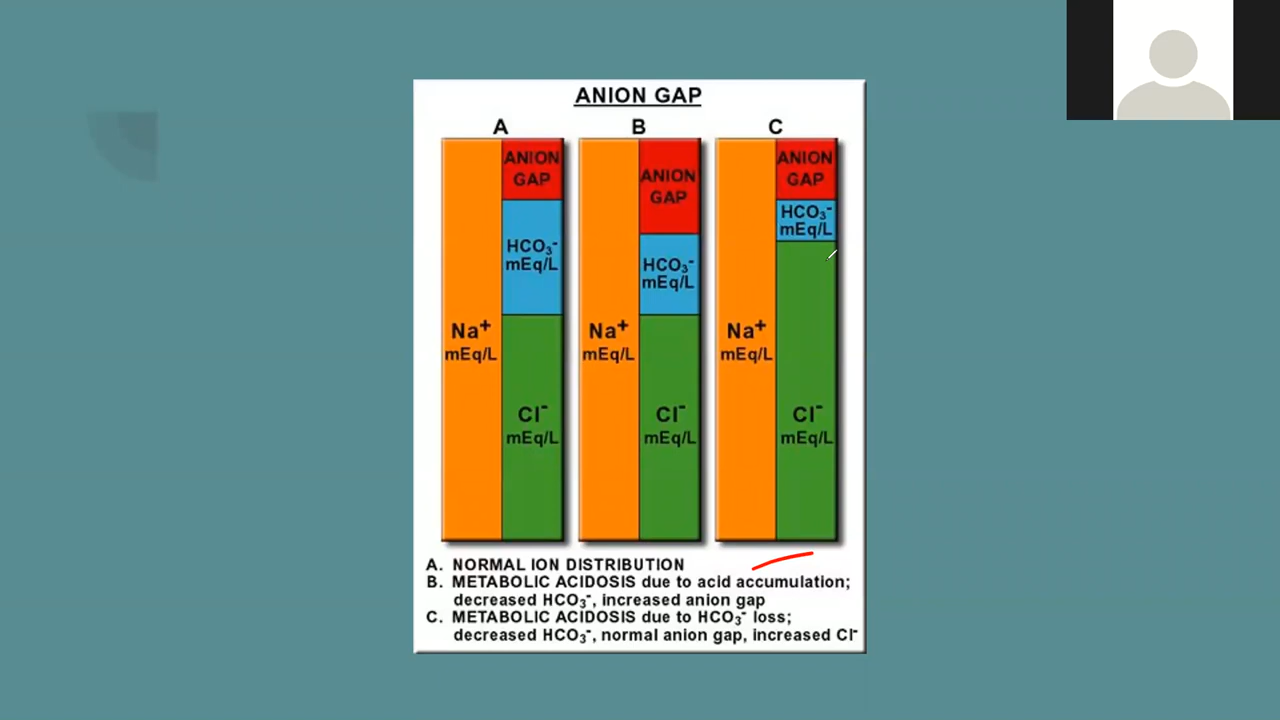 ANION GAP
A
B
C
ANION
GAP
HCO₃⁻
mEq/L
Na⁺
mEq/L
Cl⁻
mEq/L
ANION
GAP
HCO₃⁻
mEq/L
Na⁺
mEq/L
Cl⁻
mEq/L
ANION
GAP
HCO₃⁻
mEq/L
Na⁺
mEq/L
Cl⁻
mEq/L
A. NORMAL ION DISTRIBUTION
B. METABOLIC ACIDOSIS due to acid accumulation;
decreased HCO₃⁻, increased anion gap
C. METABOLIC ACIDOSIS due to HCO₃⁻ loss;
decreased HCO₃⁻, normal anion gap, increased Cl⁻